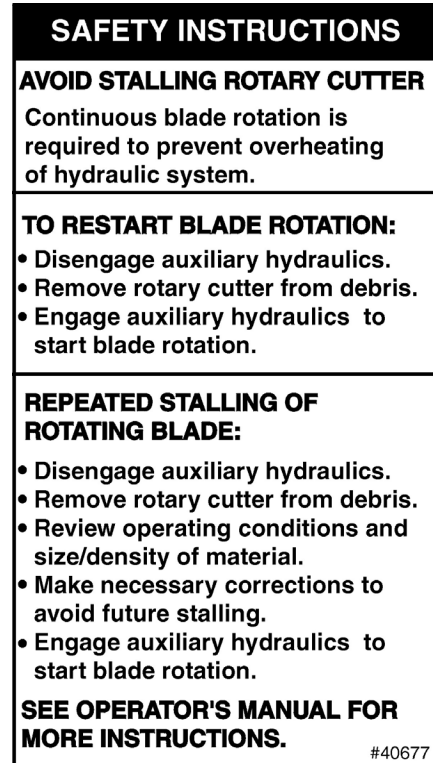 SAFETY INSTRUCTIONS
AVOID STALLING ROTARY CUTTER
Continuous blade rotation is
required to prevent overheating
of hydraulic system.
TO RESTART BLADE ROTATION:
• Disengage auxiliary hydraulics.
• Remove rotary cutter from debris.
• Engage auxiliary hydraulics to
start blade rotation.
REPEATED STALLING OF
ROTATING BLADE:
• Disengage auxiliary hydraulics.
• Remove rotary cutter from debris.
• Review operating conditions and
size/density of material.
• Make necessary corrections to
avoid future stalling.
• Engage auxiliary hydraulics to
start blade rotation.
SEE OPERATOR'S MANUAL FOR
MORE INSTRUCTIONS.
#40677